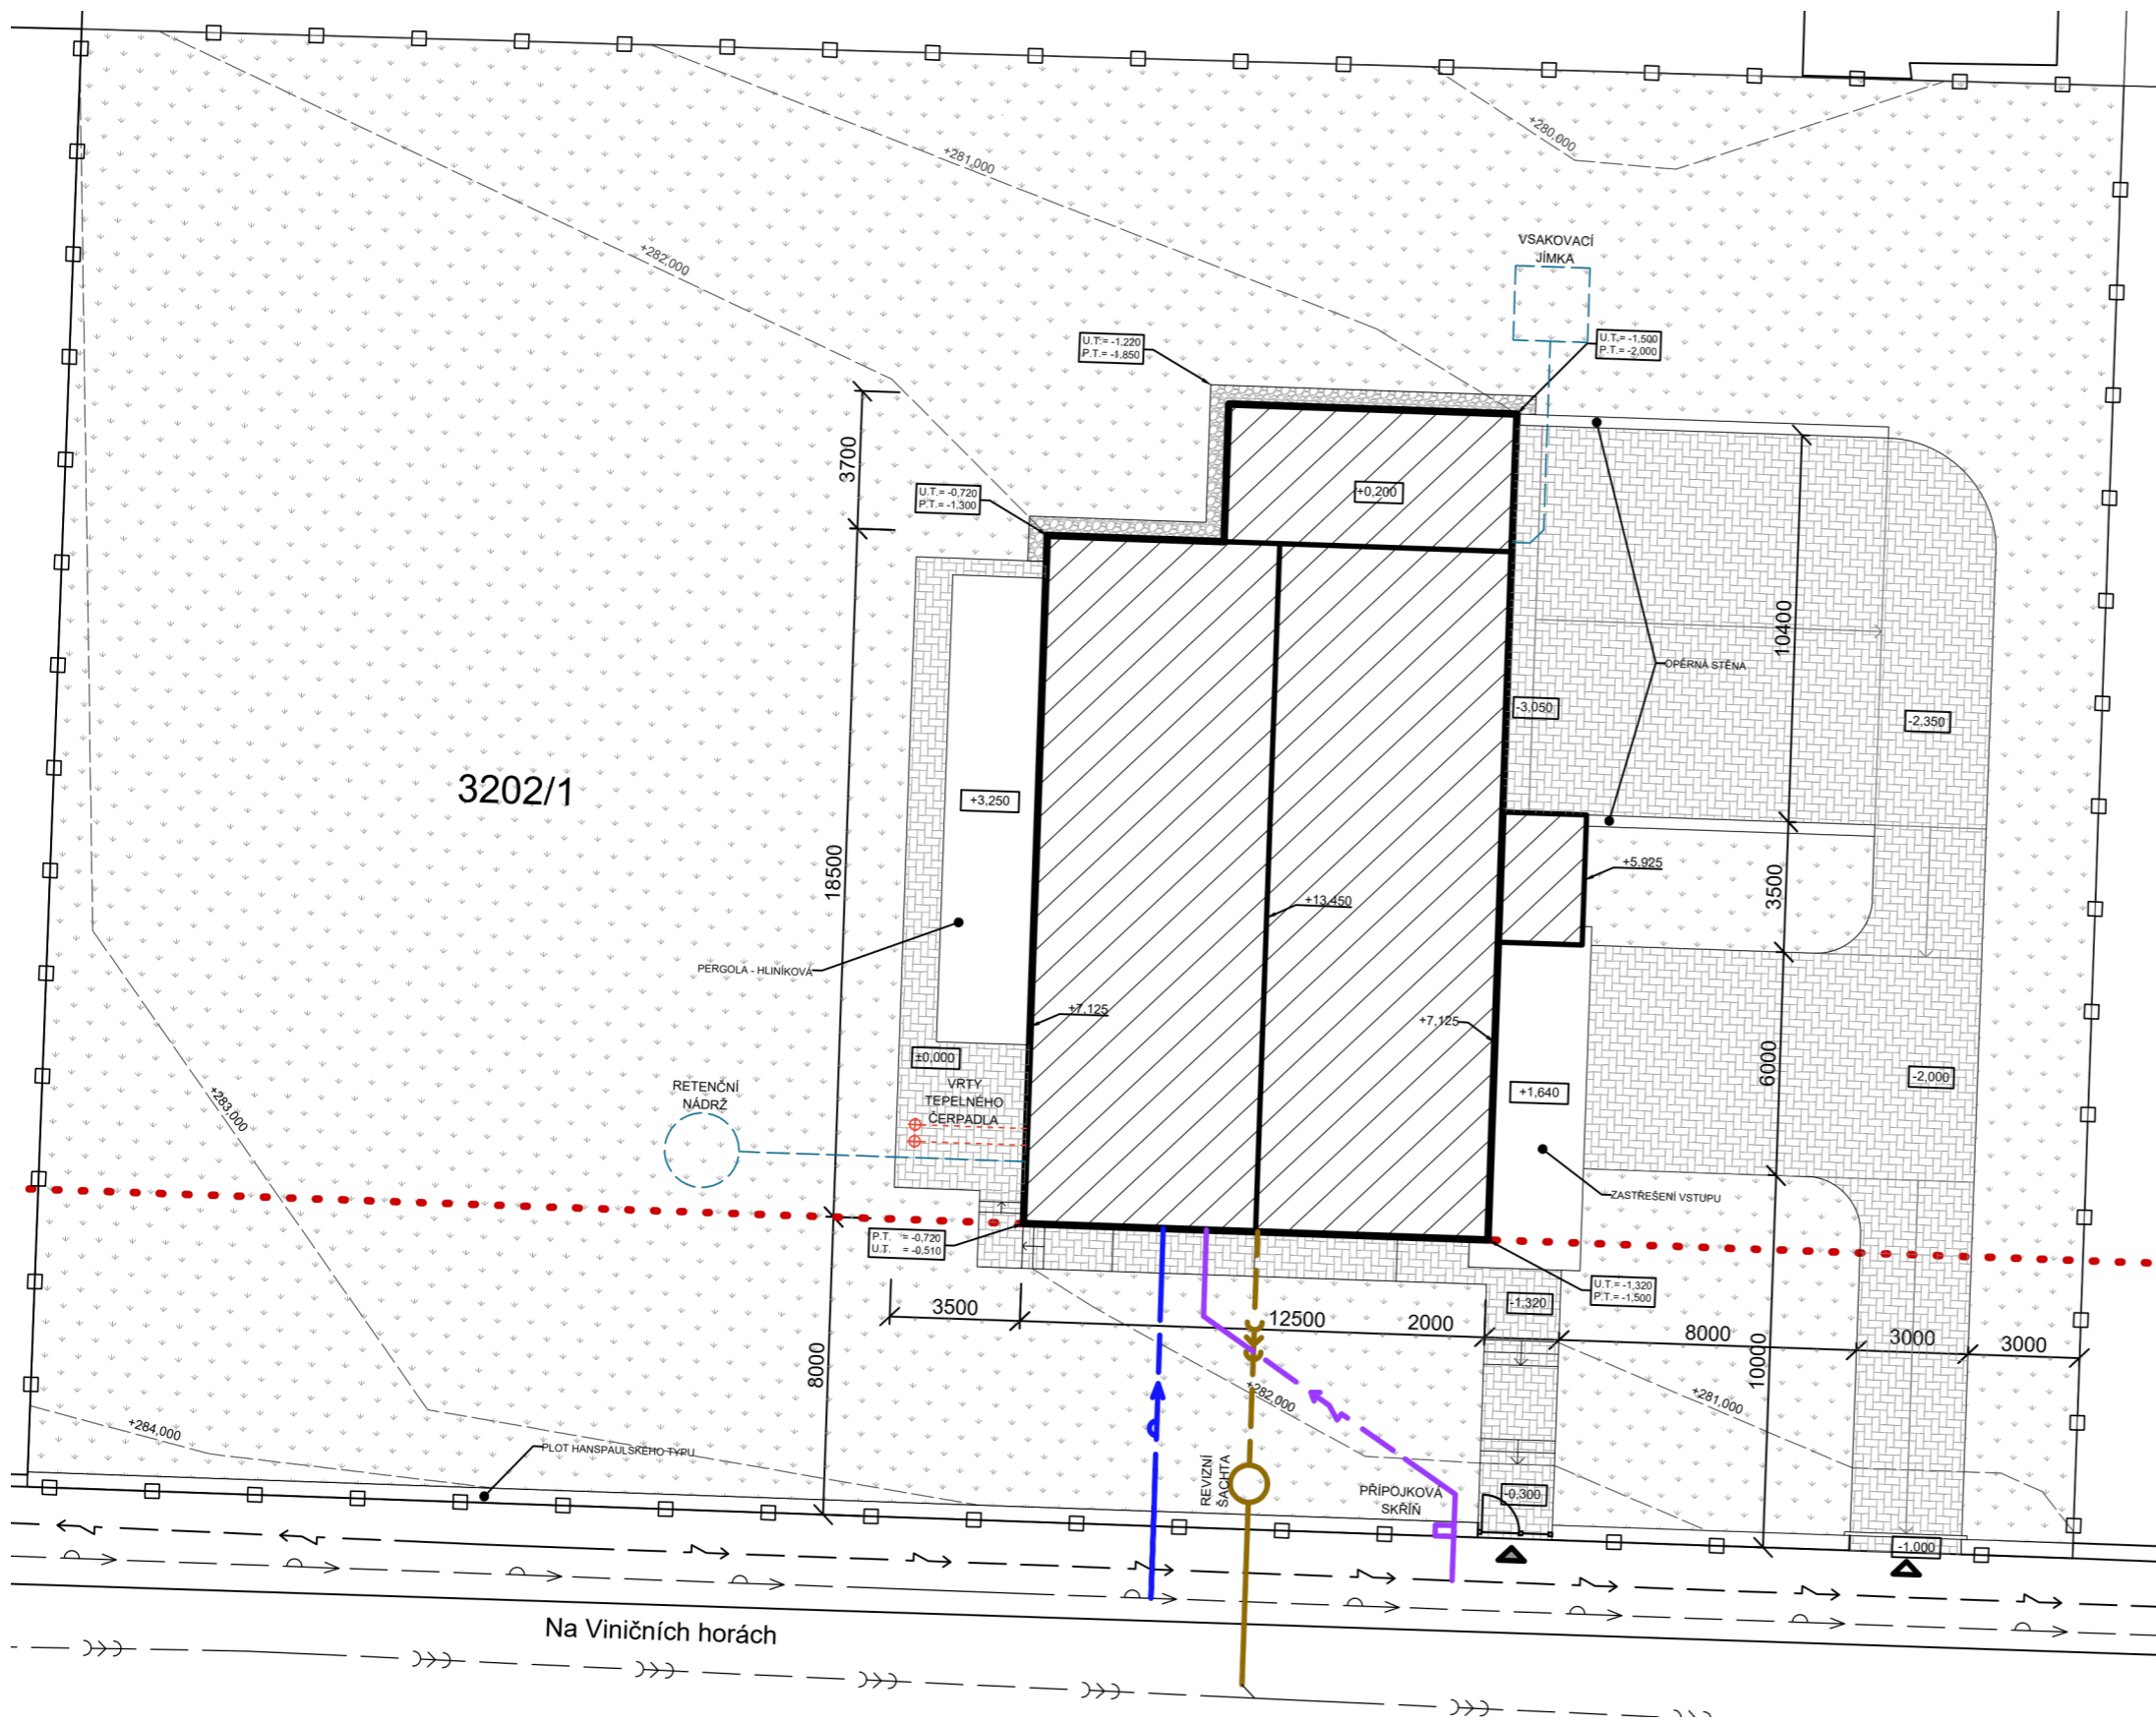 +280,000
+281,000
+282,000
VSAKOVACÍ
JÍMKA
U.T.= -1,220
P.T.= -1,850
U.T.= -1,500
P.T.= -2,000
3700
U.T.= -0,720
P.T.= -1,300
+0,200
10400
OPĚRNÁ STĚNA
-3,050
-2,350
3202/1
+3,250
18500
+5,925
3500
+13,450
PERGOLA - HLINÍKOVÁ
+7,125
+7,125
±0,000
6000
-2,000
RETENČNÍ
NÁDRŽ
VRTY
TEPELNÉHO
ČERPADLA
+1,640
+283,000
ZASTŘEŠENÍ VSTUPU
P.T. = -0,720
U.T. = -0,510
U.T.= -1,320
P.T.= -1,500
3500
12500
2000
-1,320
8000
3000
3000
8000
10000
+282,000
+281,000
+284,000
PLOT HANSPAULSKÉHO TYPU
REVIZNÍ
ŠACHTA
PŘÍPOJKOVÁ
SKŘÍŇ
-0,300
-1,000
Na Viničních horách